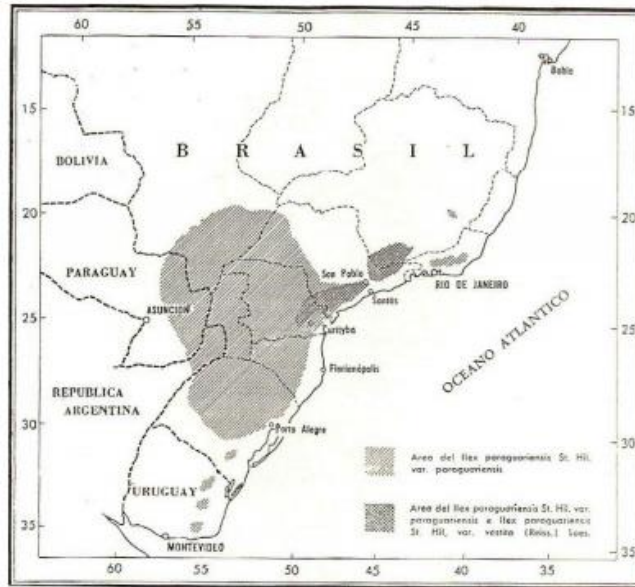 60 55 50 45 40
15
20
25
30
35
Bahia
BRASIL
BOLIVIA
PARAGUAY
ASUNCION
San Pablo
Santos
RIO DE JANEIRO
Curityba
Florianópolis
OCEANO ATLANTICO
REPUBLICA
ARGENTINA
Porto Alegre
URUGUAY
MONTEVIDEO
Area del Ilex paraguariensis St. Hil.
var. paraguariensis
Area del Ilex paraguariensis St. Hil. var.
paraguariensis e Ilex paraguariensis
St. Hil, var. vestita (Reiss.) Loes.
15
20
25
30
35
60 55 50 45 40